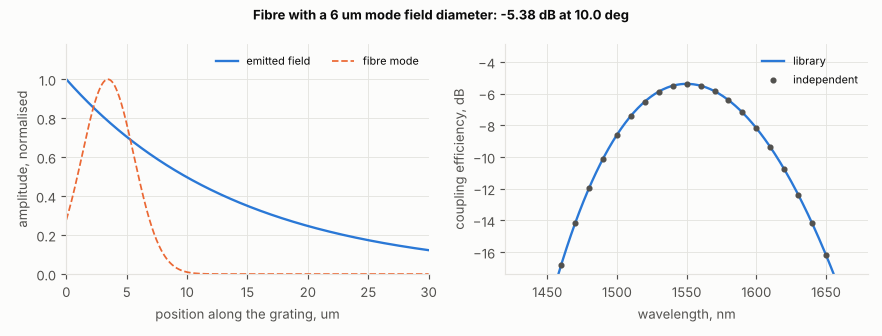 Fibre with a 6 um mode field diameter: -5.38 dB at 10.0 deg
emitted field
fibre mode
amplitude, normalised
1.0
0.8
0.6
0.4
0.2
0.0
0
5
10
15
20
25
30
position along the grating, um
library
independent
coupling efficiency, dB
−4
−6
−8
−10
−12
−14
−16
1450
1500
1550
1600
1650
wavelength, nm